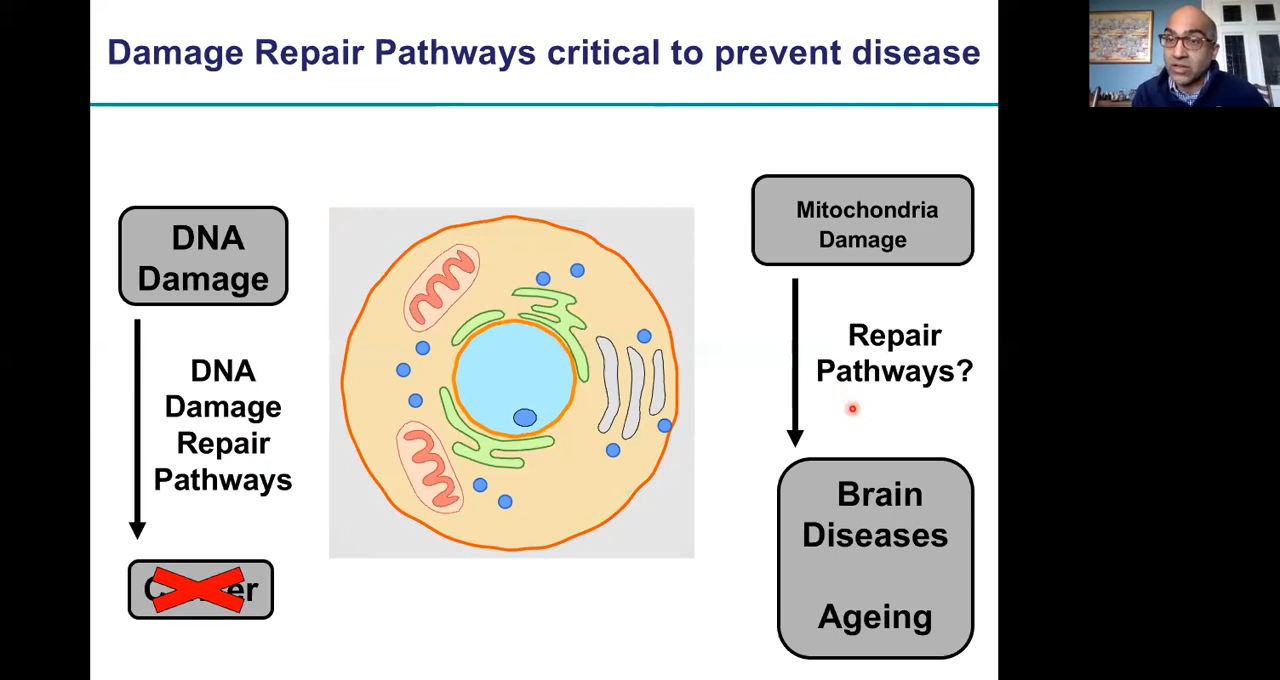 Damage Repair Pathways critical to prevent disease
DNA
Damage
DNA
Damage
Repair
Pathways
Mitochondria
Damage
Repair
Pathways?
Brain
Diseases
Ageing